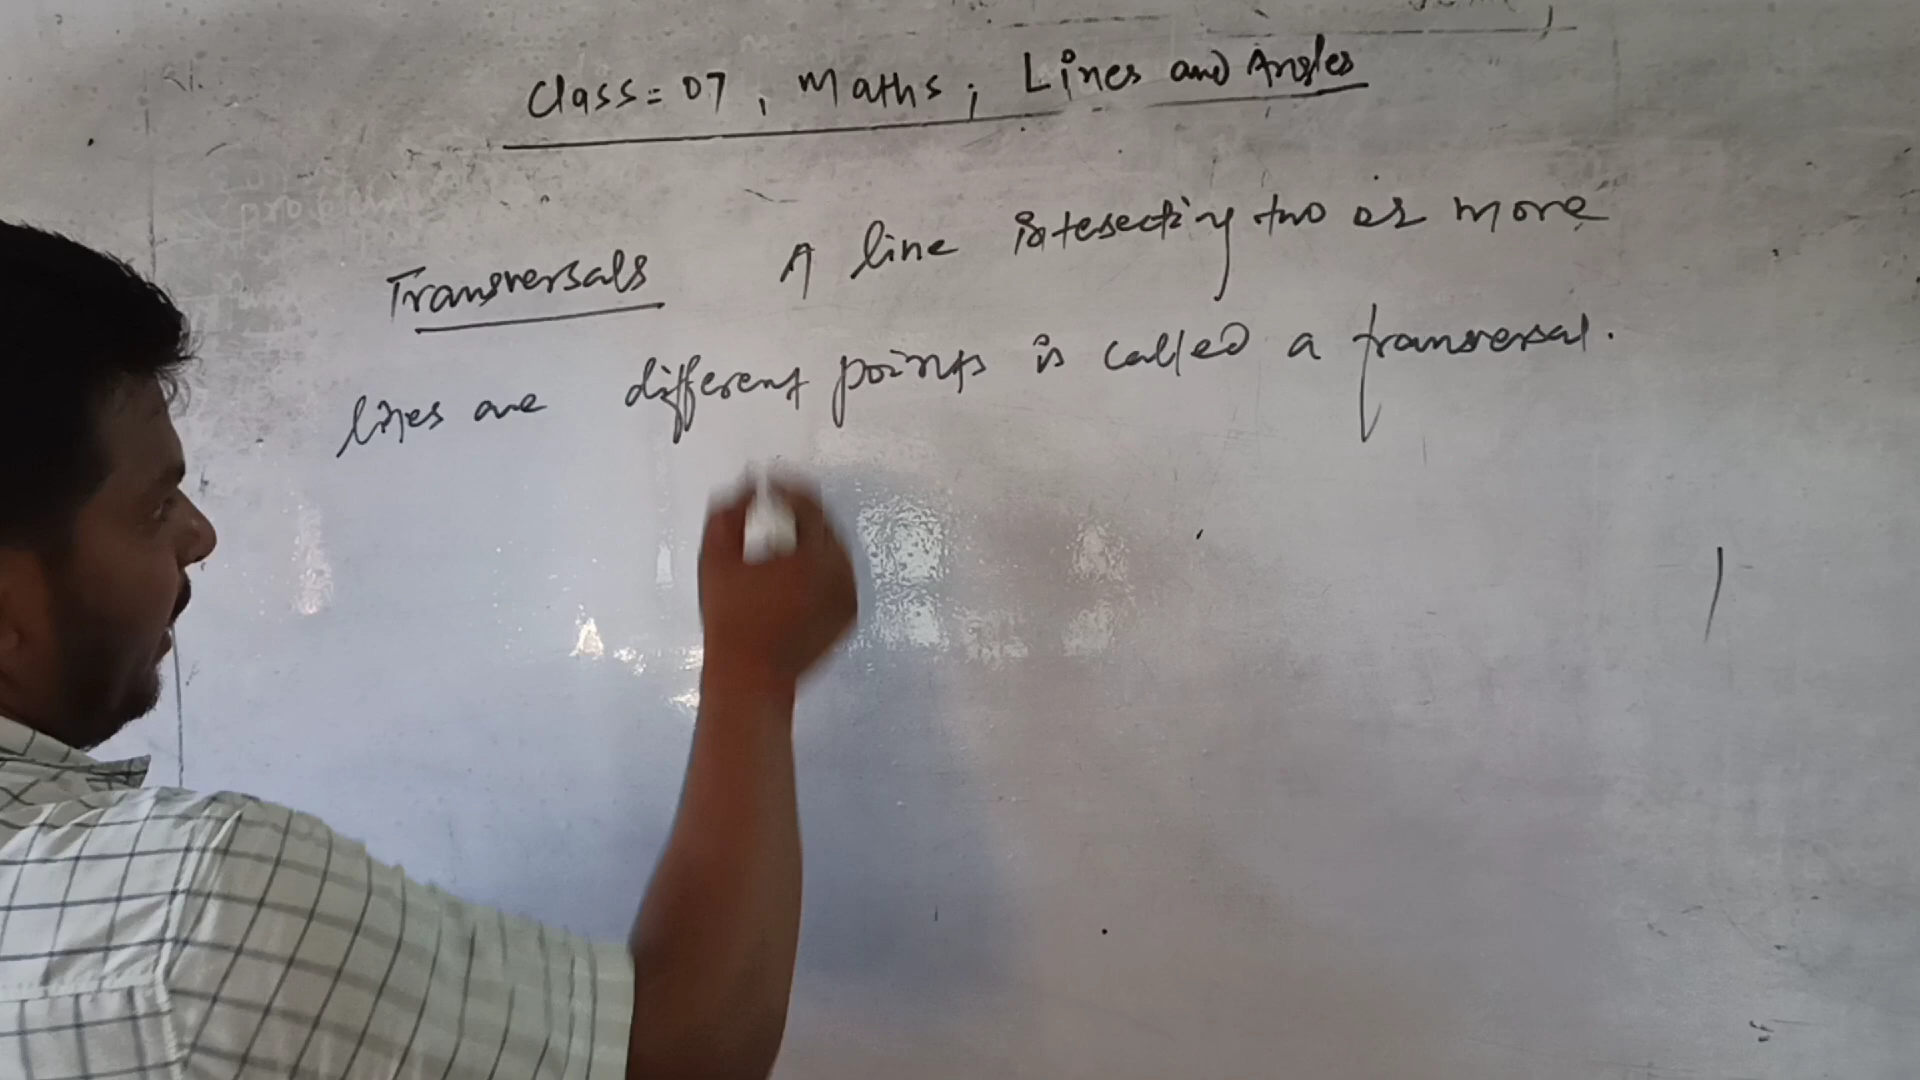 Class = 07, Maths, Lines and Angles
Transversals A line intesecting two or more
lines are different points is called a transversal.